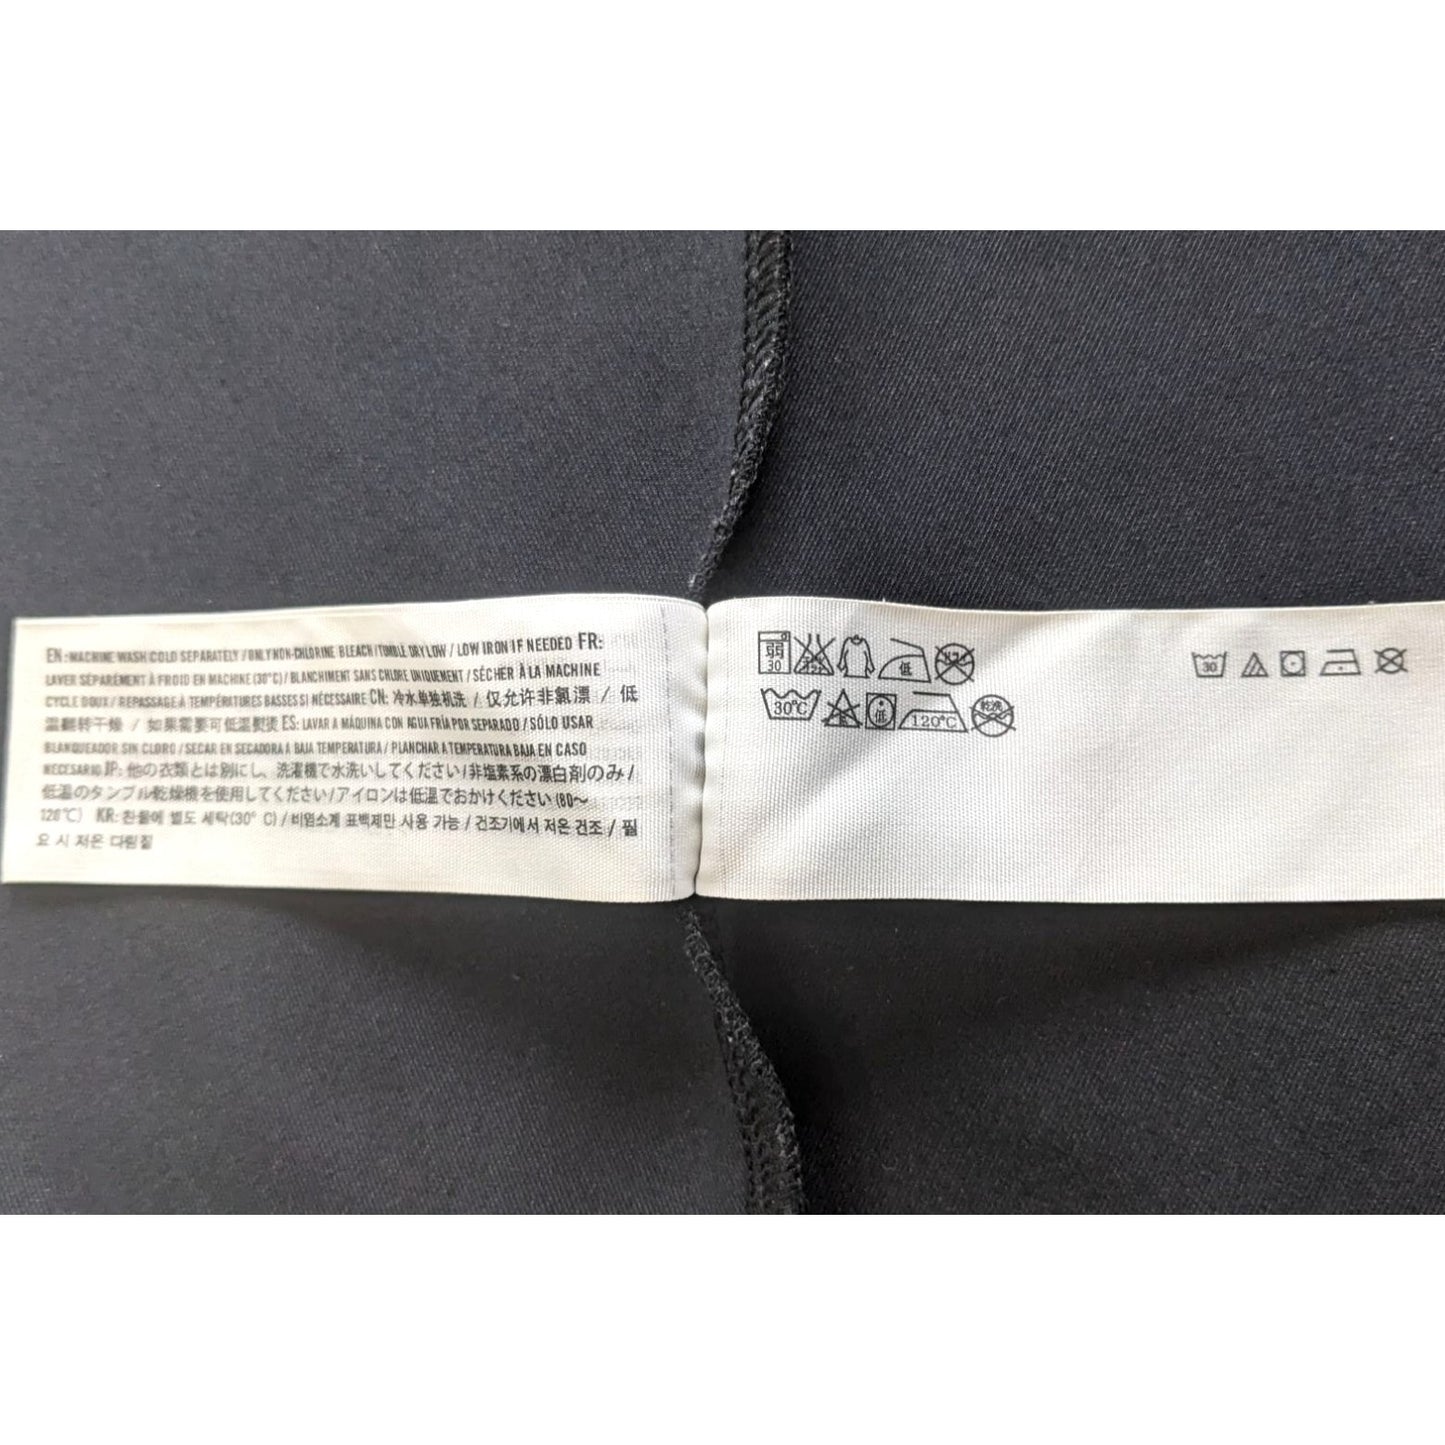 EN :MACHINE WASH COLD SEPARATELY / ONLY NON-CHLORINE BLEACH / TUMBLE DRY LOW / LOW IRON IF NEEDED FR:
LAVER SÉPARÉMENT À FROID EN MACHINE (30°C) / BLANCHIMENT SANS CHLORE UNIQUEMENT / SÉCHER À LA MACHINE
CYCLE DOUX / REPASSAGE À TEMPÉRATURES BASSES SI NÉCESSAIRE CN: 冷水单独机洗 / 仅允许非氯漂 / 低
温翻转干燥 / 如果需要可低温熨烫 ES: LAVAR A MÁQUINA CON AGUA FRÍA POR SEPARADO / SÓLO USAR
BLANQUEADOR SIN CLORO / SECAR EN SECADORA A BAJA TEMPERATURA / PLANCHAR A TEMPERATURA BAJA EN CASO
NECESARIO JP: 他の衣類とは別にし、洗濯機で水洗いしてください/非塩素系の漂白剤のみ/
低温のタンブル乾燥機を使用してください/アイロンは低温でおかけください (80～
120℃) KR: 찬물에 별도 세탁(30° C) / 비염소계 표백제만 사용 가능 / 건조기에서 저온 건조 / 필
요 시 저온 다림질
弱 30 低
30℃ 低 120℃ 乾洗
30